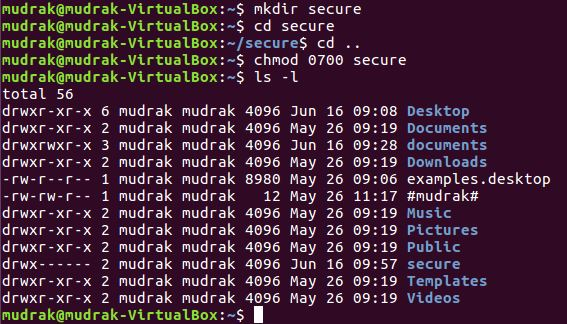 mudrak@mudrak-VirtualBox:~$ mkdir secure
mudrak@mudrak-VirtualBox:~$ cd secure
mudrak@mudrak-VirtualBox:~/secure$ cd ..
mudrak@mudrak-VirtualBox:~$ chmod 0700 secure
mudrak@mudrak-VirtualBox:~$ ls -l
total 56
drwxr-xr-x 6 mudrak mudrak 4096 Jun 16 09:08 Desktop
drwxr-xr-x 2 mudrak mudrak 4096 May 26 09:19 Documents
drwxrwxr-x 3 mudrak mudrak 4096 Jun 16 09:28 documents
drwxr-xr-x 2 mudrak mudrak 4096 May 26 09:19 Downloads
-rw-r--r-- 1 mudrak mudrak 8980 May 26 09:06 examples.desktop
-rw-rw-r-- 1 mudrak mudrak   12 May 26 11:17 #mudrak#
drwxr-xr-x 2 mudrak mudrak 4096 May 26 09:19 Music
drwxr-xr-x 2 mudrak mudrak 4096 May 26 09:19 Pictures
drwxr-xr-x 2 mudrak mudrak 4096 May 26 09:19 Public
drwx------ 2 mudrak mudrak 4096 Jun 16 09:57 secure
drwxr-xr-x 2 mudrak mudrak 4096 May 26 09:19 Templates
drwxr-xr-x 2 mudrak mudrak 4096 May 26 09:19 Videos
mudrak@mudrak-VirtualBox:~$